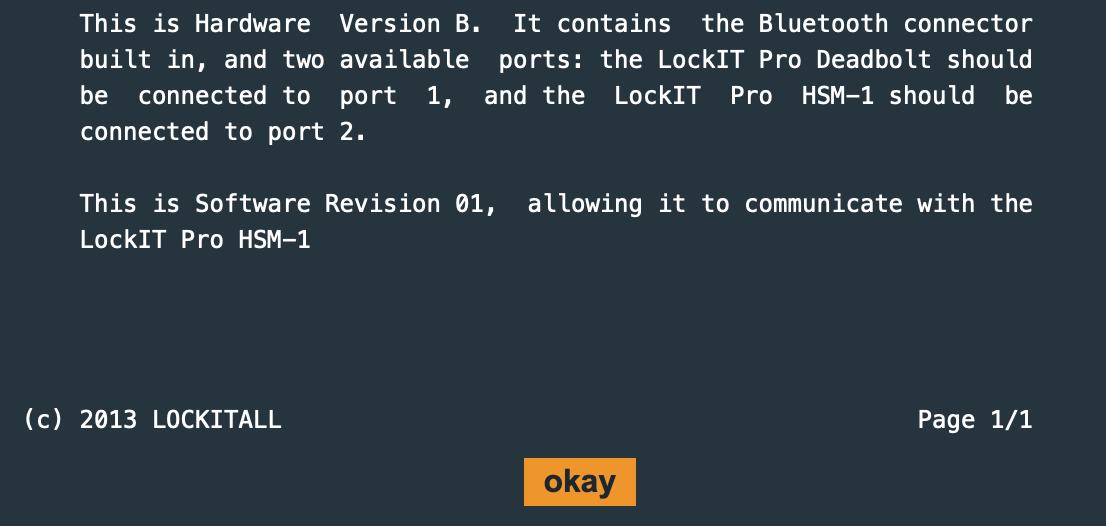 This is Hardware  Version B.  It contains  the Bluetooth connector
built in, and two available  ports: the LockIT Pro Deadbolt should
be  connected to  port  1,  and the  LockIT  Pro  HSM–1 should  be
connected to port 2.

This is Software Revision 01,  allowing it to communicate with the
LockIT Pro HSM–1

(c) 2013 LOCKITALL                                            Page 1/1
okay